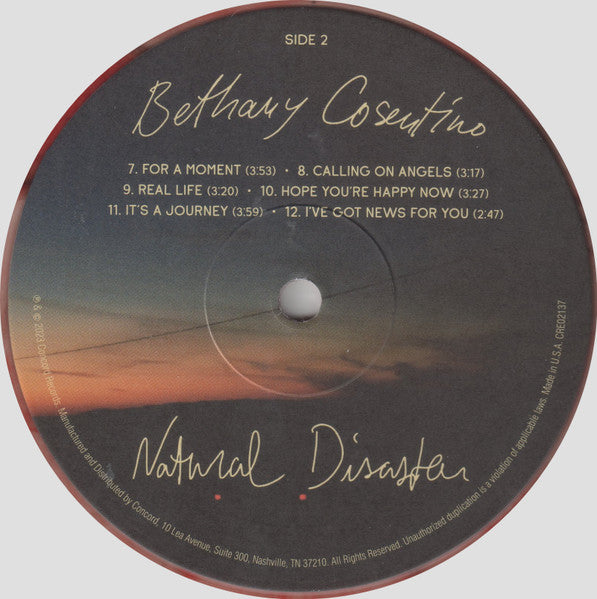 SIDE 2
Bethany Cosentino
7. FOR A MOMENT (3:53) • 8. CALLING ON ANGELS (3:17)
9. REAL LIFE (3:20) • 10. HOPE YOU'RE HAPPY NOW (3:27)
11. IT'S A JOURNEY (3:59) • 12. I'VE GOT NEWS FOR YOU (2:47)
Natural Disaster
℗ & © 2023 Concord Records. Manufactured and Distributed by Concord, 10 Lea Avenue, Suite 300, Nashville, TN 37210. All Rights Reserved. Unauthorized duplication is a violation of applicable laws. Made in U.S.A. CRE02137